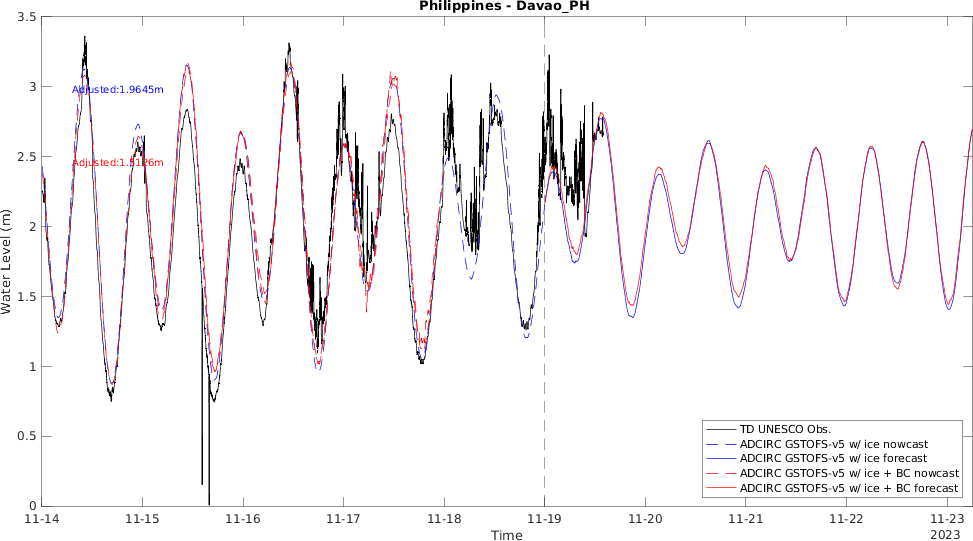 Philippines - Davao_PH
3.5
3
2.5
2
1.5
1
0.5
0
Water Level (m)
Adjusted:1.9645m
Adjusted:1.5126m
TD UNESCO Obs.
ADCIRC GSTOFS-v5 w/ ice nowcast
ADCIRC GSTOFS-v5 w/ ice forecast
ADCIRC GSTOFS-v5 w/ ice + BC nowcast
ADCIRC GSTOFS-v5 w/ ice + BC forecast
11-14 11-15 11-16 11-17 11-18 11-19 11-20 11-21 11-22 11-23
2023
Time